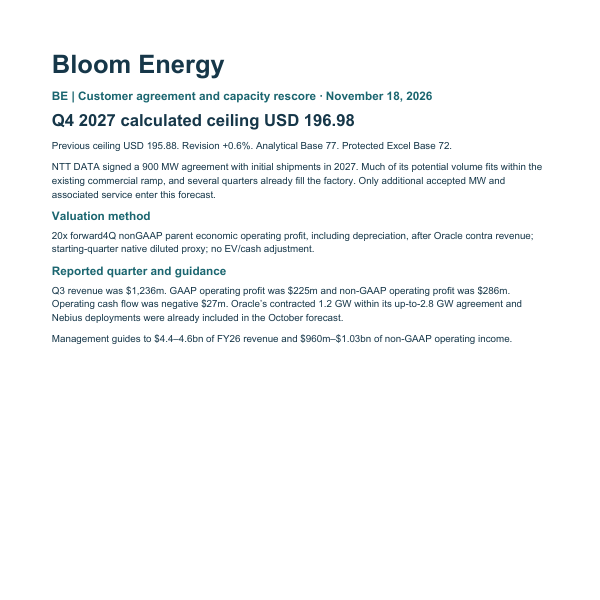 Bloom Energy
BE | Customer agreement and capacity rescore · November 18, 2026
Q4 2027 calculated ceiling USD 196.98
Previous ceiling USD 195.88. Revision +0.6%. Analytical Base 77. Protected Excel Base 72.
NTT DATA signed a 900 MW agreement with initial shipments in 2027. Much of its potential volume fits within the
existing commercial ramp, and several quarters already fill the factory. Only additional accepted MW and
associated service enter this forecast.
Valuation method
20x forward4Q nonGAAP parent economic operating profit, including depreciation, after Oracle contra revenue;
starting-quarter native diluted proxy; no EV/cash adjustment.
Reported quarter and guidance
Q3 revenue was $1,236m. GAAP operating profit was $225m and non-GAAP operating profit was $286m.
Operating cash flow was negative $27m. Oracle's contracted 1.2 GW within its up-to-2.8 GW agreement and
Nebius deployments were already included in the October forecast.
Management guides to $4.4–4.6bn of FY26 revenue and $960m–$1.03bn of non-GAAP operating income.